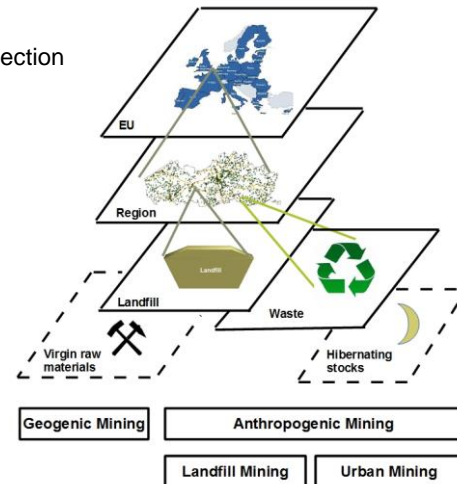 ection
EU
Region
Landfill
Landfill
Waste
Virgin raw
materials
Hibernating
stocks
Geogenic Mining
Anthropogenic Mining
Landfill Mining
Urban Mining